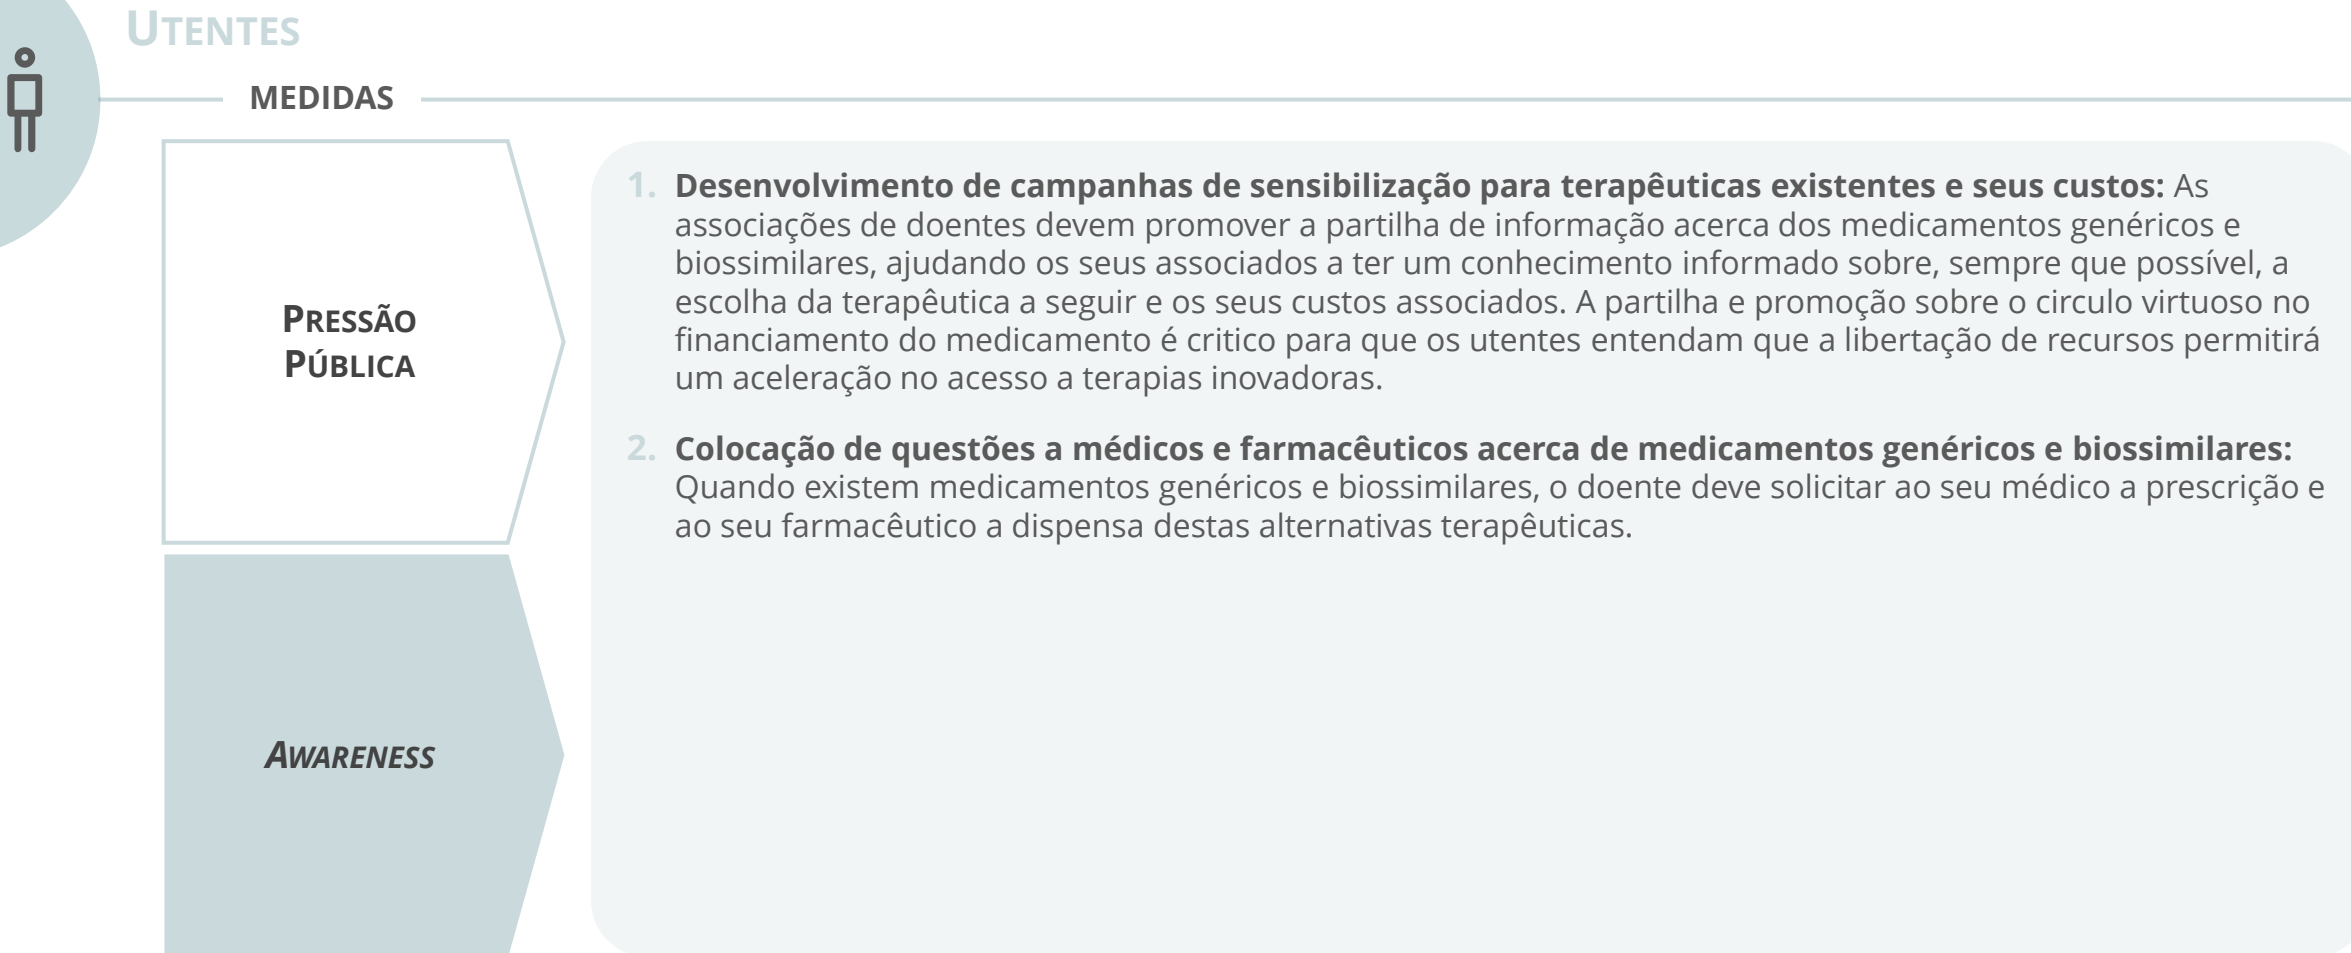 UTENTES
MEDIDAS
PRESSÃO
PÚBLICA
1. Desenvolvimento de campanhas de sensibilização para terapêuticas existentes e seus custos: As
associações de doentes devem promover a partilha de informação acerca dos medicamentos genéricos e
biossimilares, ajudando os seus associados a ter um conhecimento informado sobre, sempre que possível, a
escolha da terapêutica a seguir e os seus custos associados. A partilha e promoção sobre o circulo virtuoso no
financiamento do medicamento é critico para que os utentes entendam que a libertação de recursos permitirá
um aceleração no acesso a terapias inovadoras.
2. Colocação de questões a médicos e farmacêuticos acerca de medicamentos genéricos e biossimilares:
Quando existem medicamentos genéricos e biossimilares, o doente deve solicitar ao seu médico a prescrição e
ao seu farmacêutico a dispensa destas alternativas terapêuticas.
AWARENESS